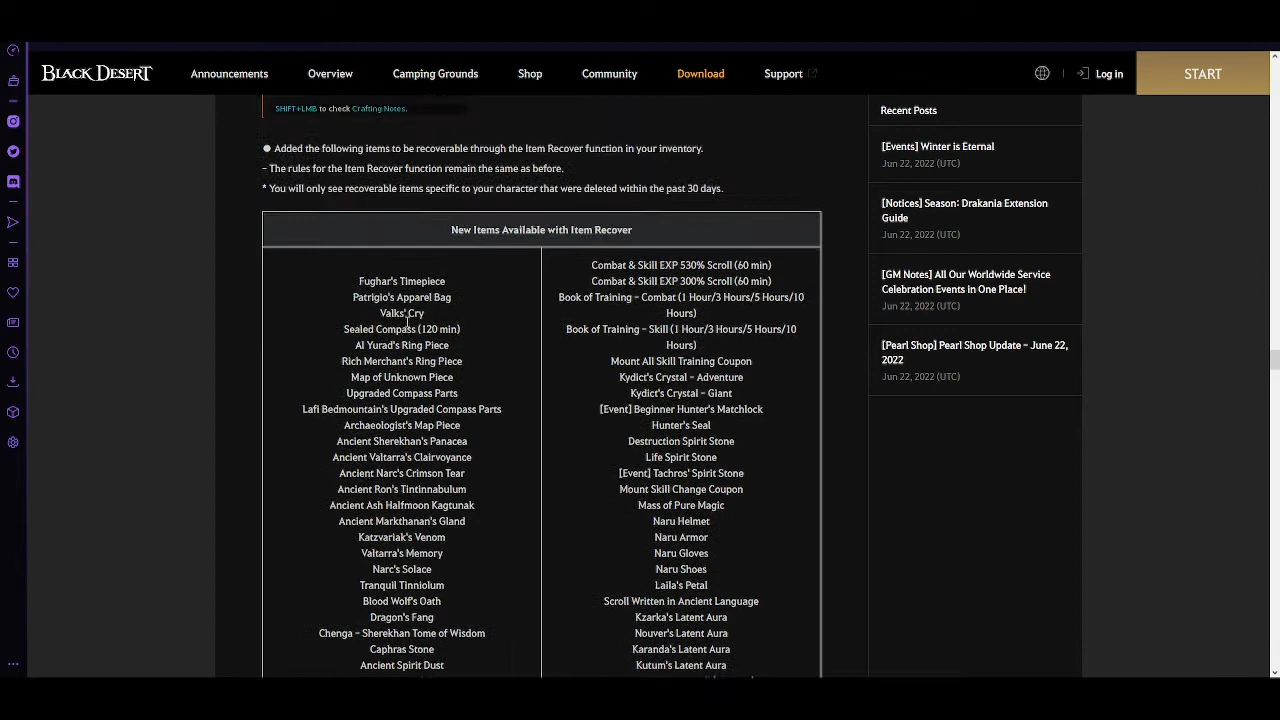 BLACK DESERT
Announcements
Overview
Camping Grounds
Shop
Community
Download
Support
Log in
START
SHIFT+LMB to check Crafting Notes.
● Added the following items to be recoverable through the Item Recover function in your inventory.
– The rules for the Item Recover function remain the same as before.
* You will only see recoverable items specific to your character that were deleted within the past 30 days.
New Items Available with Item Recover
Fughar's Timepiece
Patrigio's Apparel Bag
Valks' Cry
Sealed Compass (120 min)
Al Yurad's Ring Piece
Rich Merchant's Ring Piece
Map of Unknown Piece
Upgraded Compass Parts
Lafi Bedmountain's Upgraded Compass Parts
Archaeologist's Map Piece
Ancient Sherekhan's Panacea
Ancient Valtarra's Clairvoyance
Ancient Narc's Crimson Tear
Ancient Ron's Tintinnabulum
Ancient Ash Halfmoon Kagtunak
Ancient Markthanan's Gland
Katzvariak's Venom
Valtarra's Memory
Narc's Solace
Tranquil Tinniolum
Blood Wolf's Oath
Dragon's Fang
Chenga – Sherekhan Tome of Wisdom
Caphras Stone
Ancient Spirit Dust
Combat & Skill EXP 530% Scroll (60 min)
Combat & Skill EXP 300% Scroll (60 min)
Book of Training – Combat (1 Hour/3 Hours/5 Hours/10
Hours)
Book of Training – Skill (1 Hour/3 Hours/5 Hours/10
Hours)
Mount All Skill Training Coupon
Kydict's Crystal – Adventure
Kydict's Crystal – Giant
[Event] Beginner Hunter's Matchlock
Hunter's Seal
Destruction Spirit Stone
Life Spirit Stone
[Event] Tachros' Spirit Stone
Mount Skill Change Coupon
Mass of Pure Magic
Naru Helmet
Naru Armor
Naru Gloves
Naru Shoes
Laila's Petal
Scroll Written in Ancient Language
Kzarka's Latent Aura
Nouver's Latent Aura
Karanda's Latent Aura
Kutum's Latent Aura
Recent Posts
[Events] Winter is Eternal
Jun 22, 2022 (UTC)
[Notices] Season: Drakania Extension
Guide
Jun 22, 2022 (UTC)
[GM Notes] All Our Worldwide Service
Celebration Events in One Place!
Jun 22, 2022 (UTC)
[Pearl Shop] Pearl Shop Update – June 22,
2022
Jun 22, 2022 (UTC)